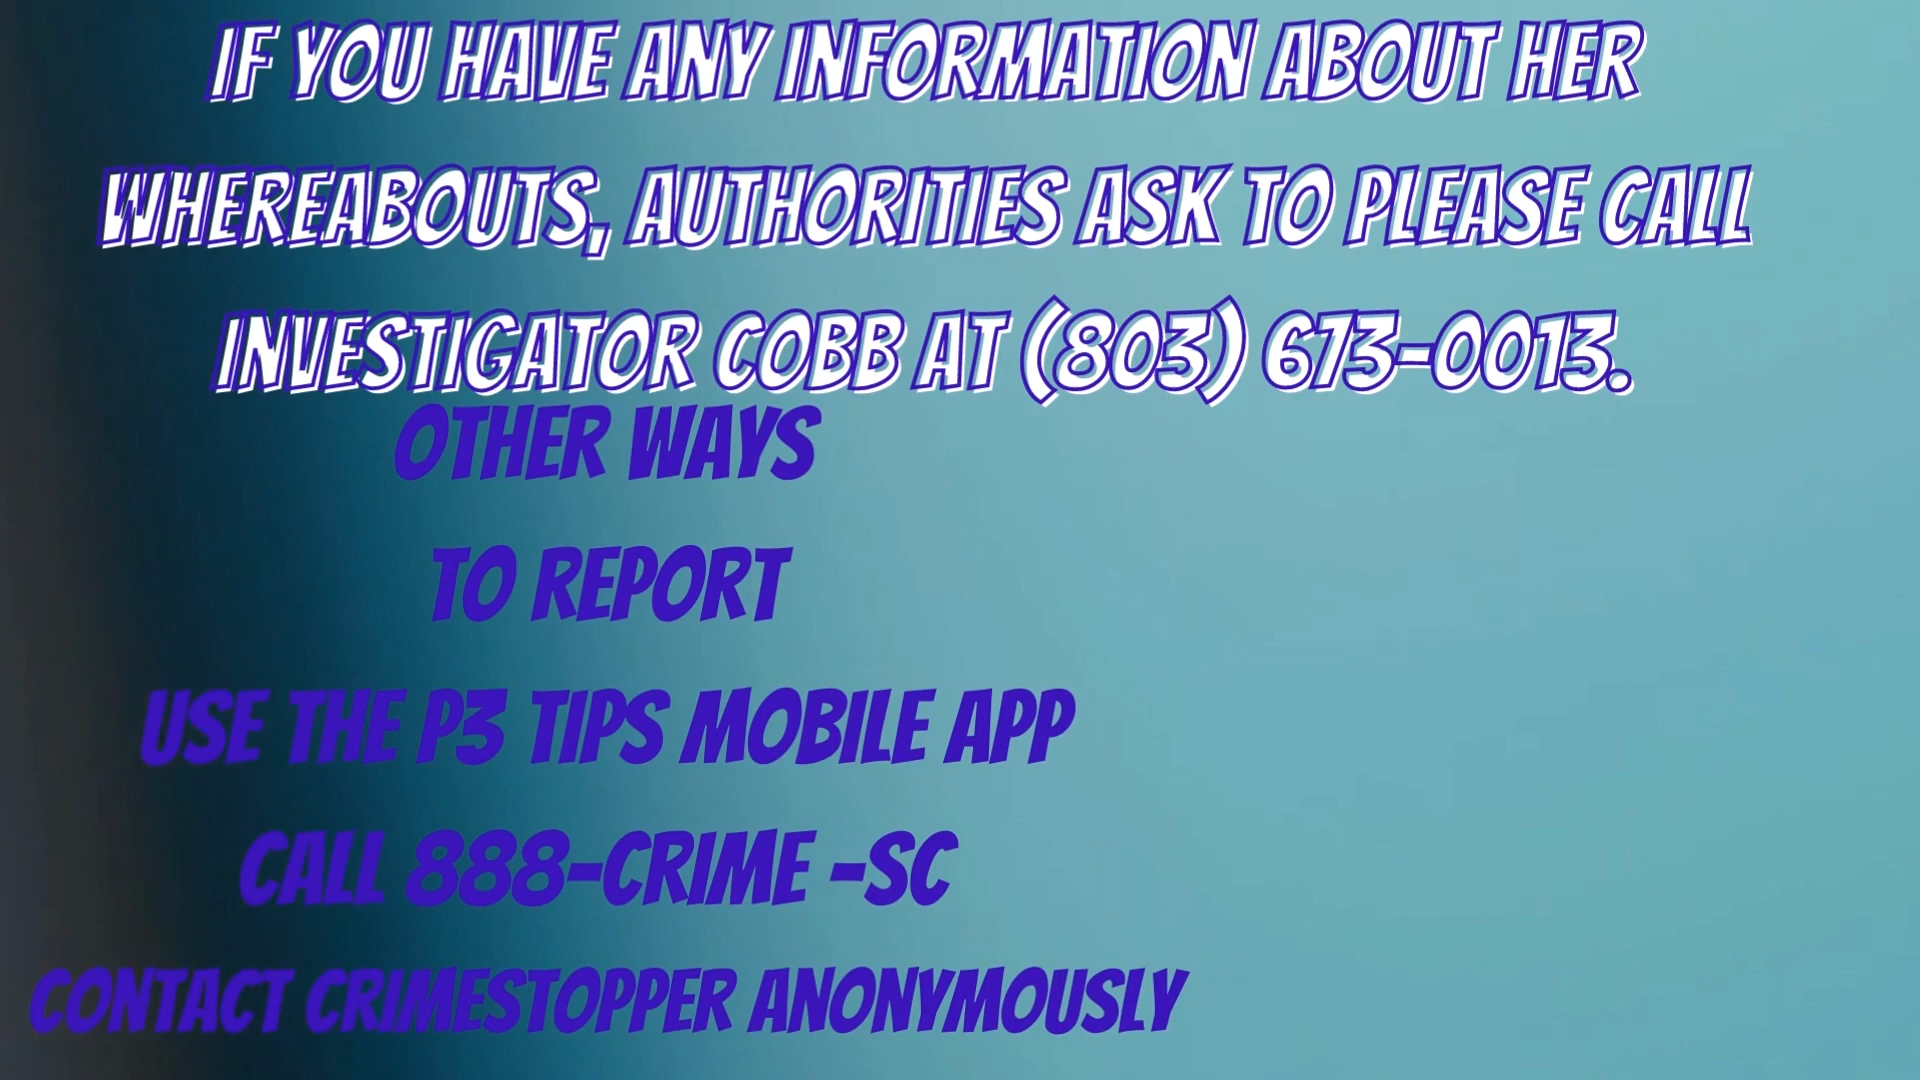 IF YOU HAVE ANY INFORMATION ABOUT HER
WHEREABOUTS, AUTHORITIES ASK TO PLEASE CALL
INVESTIGATOR COBB AT (803) 673-0013.
OTHER WAYS
TO REPORT
USE THE P3 TIPS MOBILE APP
CALL 888-CRIME -SC
CONTACT CRIMESTOPPER ANONYMOUSLY